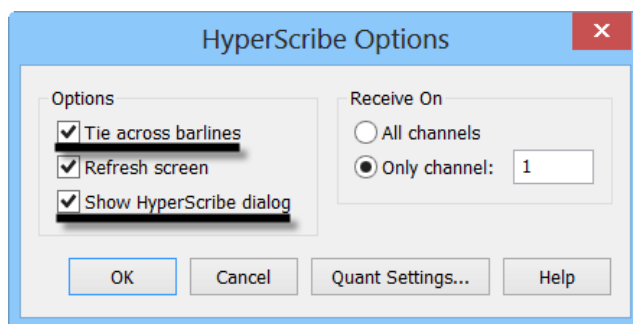 HyperScribe Options
Options
Tie across barlines
Refresh screen
Show HyperScribe dialog
Receive On
All channels
Only channel: 1
OK Cancel Quant Settings... Help